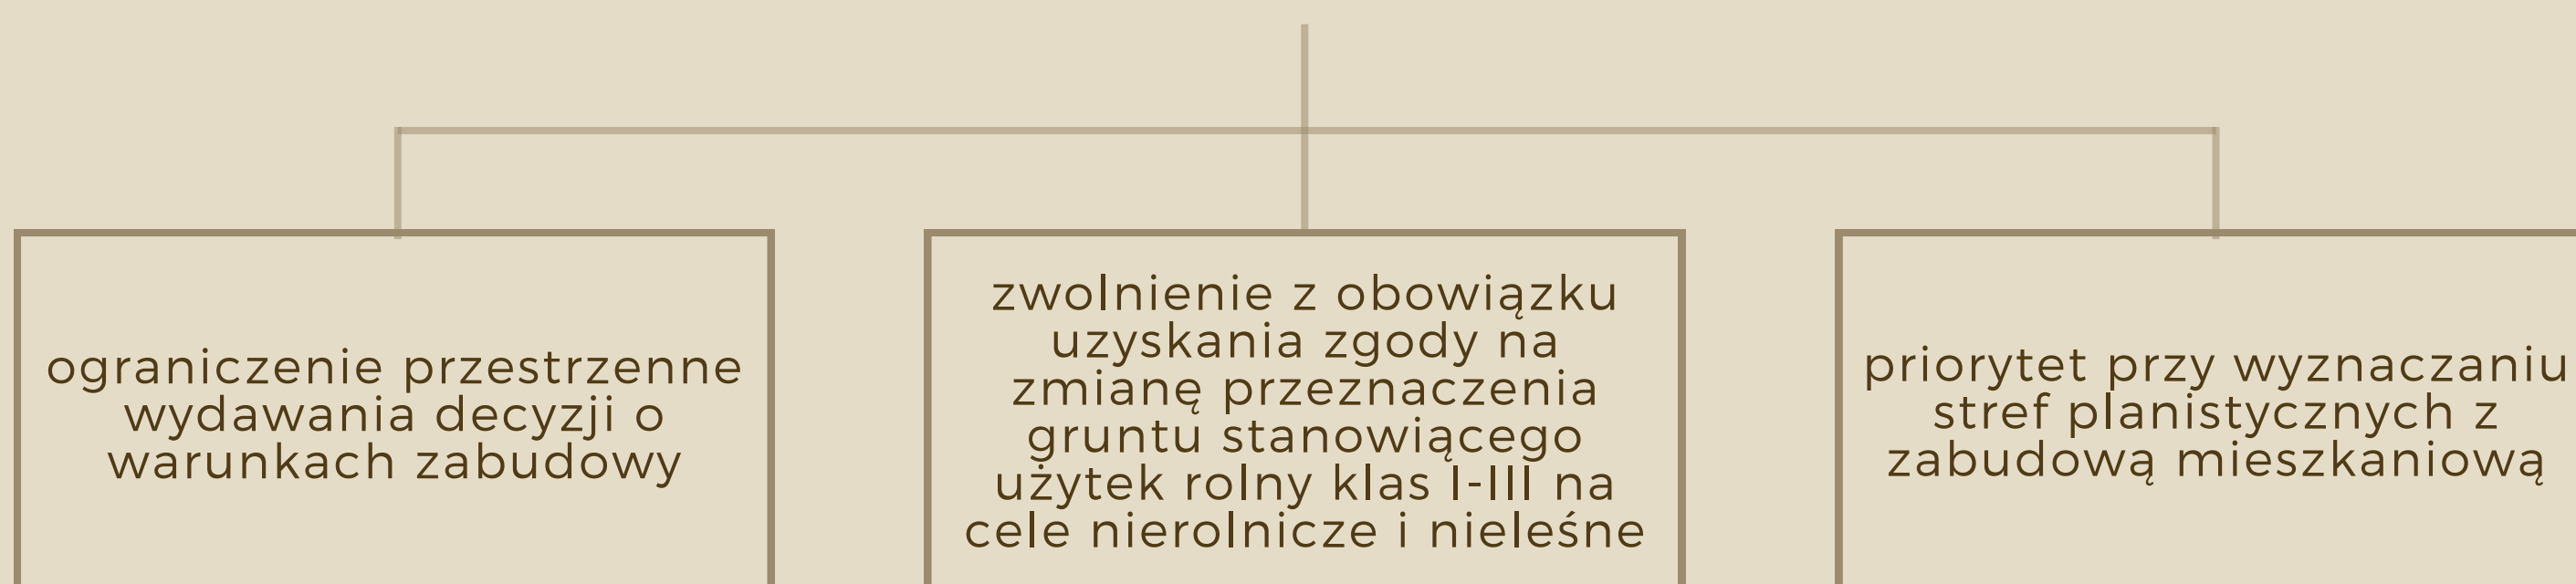 ograniczenie przestrzenne
wydawania decyzji o
warunkach zabudowy
zwolnienie z obowiązku
uzyskania zgody na
zmianę przeznaczenia
gruntu stanowiącego
użytek rolny klas I-III na
cele nierolnicze i nieleśne
priorytet przy wyznaczaniu
stref planistycznych z
zabudową mieszkaniową